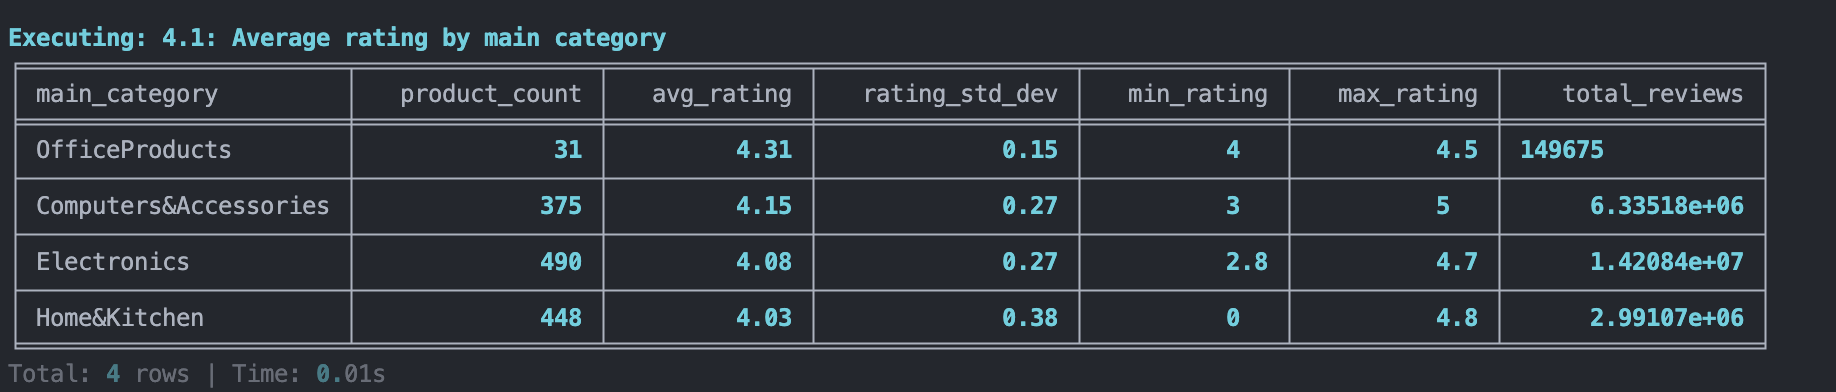 Executing: 4.1: Average rating by main category
main_category product_count avg_rating rating_std_dev min_rating max_rating total_reviews
OfficeProducts 31 4.31 0.15 4 4.5 149675
Computers&Accessories 375 4.15 0.27 3 5 6.33518e+06
Electronics 490 4.08 0.27 2.8 4.7 1.42084e+07
Home&Kitchen 448 4.03 0.38 0 4.8 2.99107e+06
Total: 4 rows | Time: 0.01s